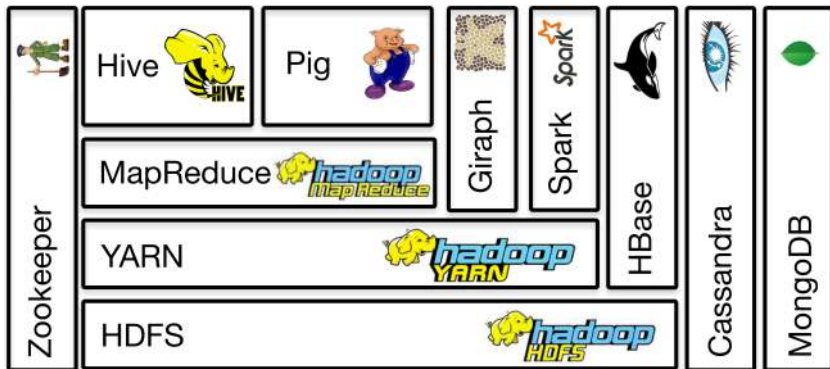 Zookeeper
Hive
HIVE
Pig
Giraph
Spark
Spark
HBase
Cassandra
MongoDB
MapReduce
hadoop
Map Reduce
YARN
hadoop
YARN
HDFS
hadoop
HDFS